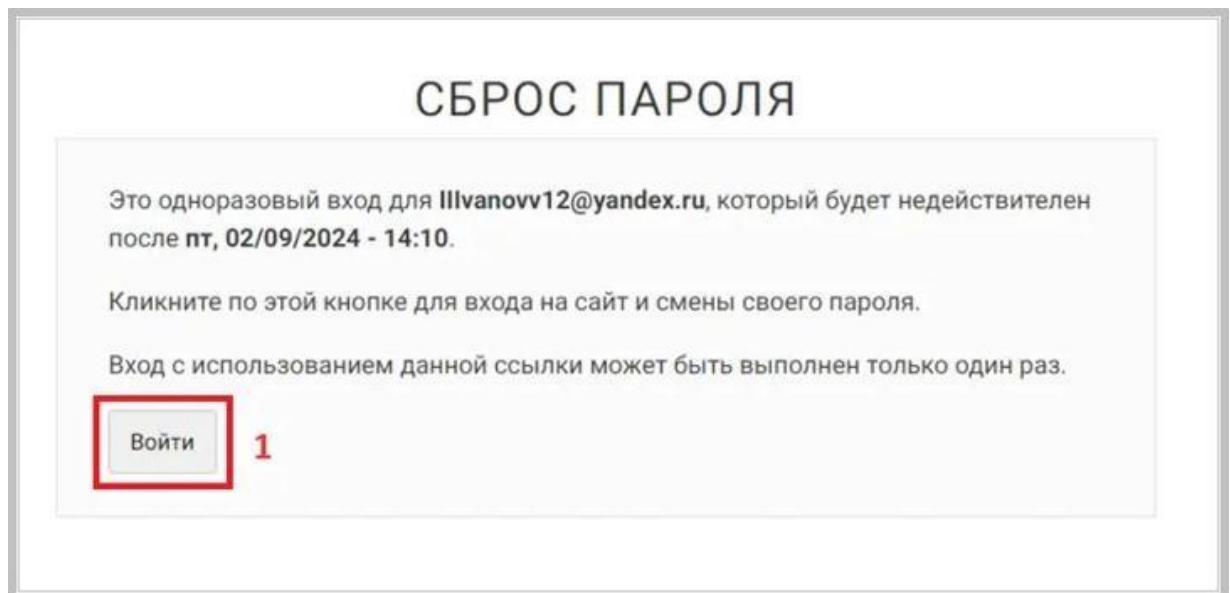 СБРОС ПАРОЛЯ
Это одноразовый вход для lllvanovv12@yandex.ru, который будет недействителен
после пт, 02/09/2024 - 14:10.
Кликните по этой кнопке для входа на сайт и смены своего пароля.
Вход с использованием данной ссылки может быть выполнен только один раз.
Войти 1